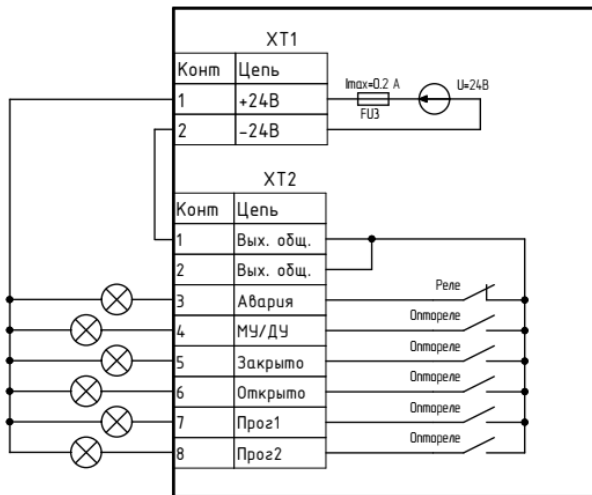 XT1
Конт Цепь
1 +24В
2 -24В
Imax=0.2 А
FU3
U=24В
XT2
Конт Цепь
1 Вых. общ.
2 Вых. общ.
3 Авария Реле
4 МУ/ДУ Оптореле
5 Закрыто Оптореле
6 Открыто Оптореле
7 Прог1 Оптореле
8 Прог2 Оптореле